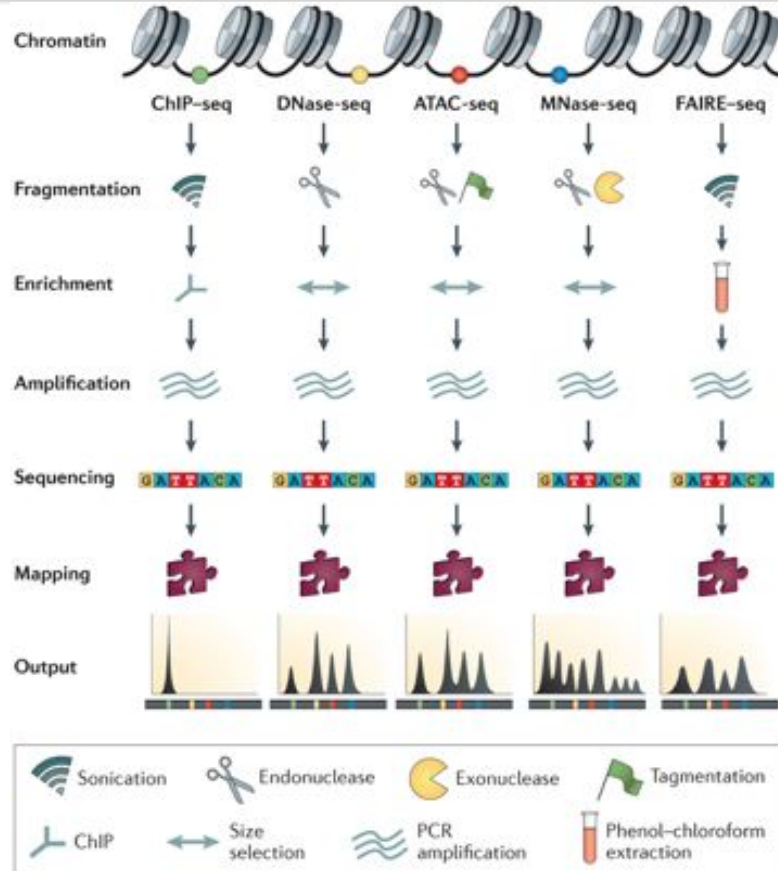 Chromatin
ChIP–seq DNase-seq ATAC-seq MNase-seq FAIRE–seq
Fragmentation
Enrichment
Amplification
Sequencing GATTACA GATTACA GATTACA GATTACA GATTACA
Mapping
Output
Sonication Endonuclease Exonuclease Tagmentation
ChIP Size selection PCR amplification Phenol–chloroform extraction